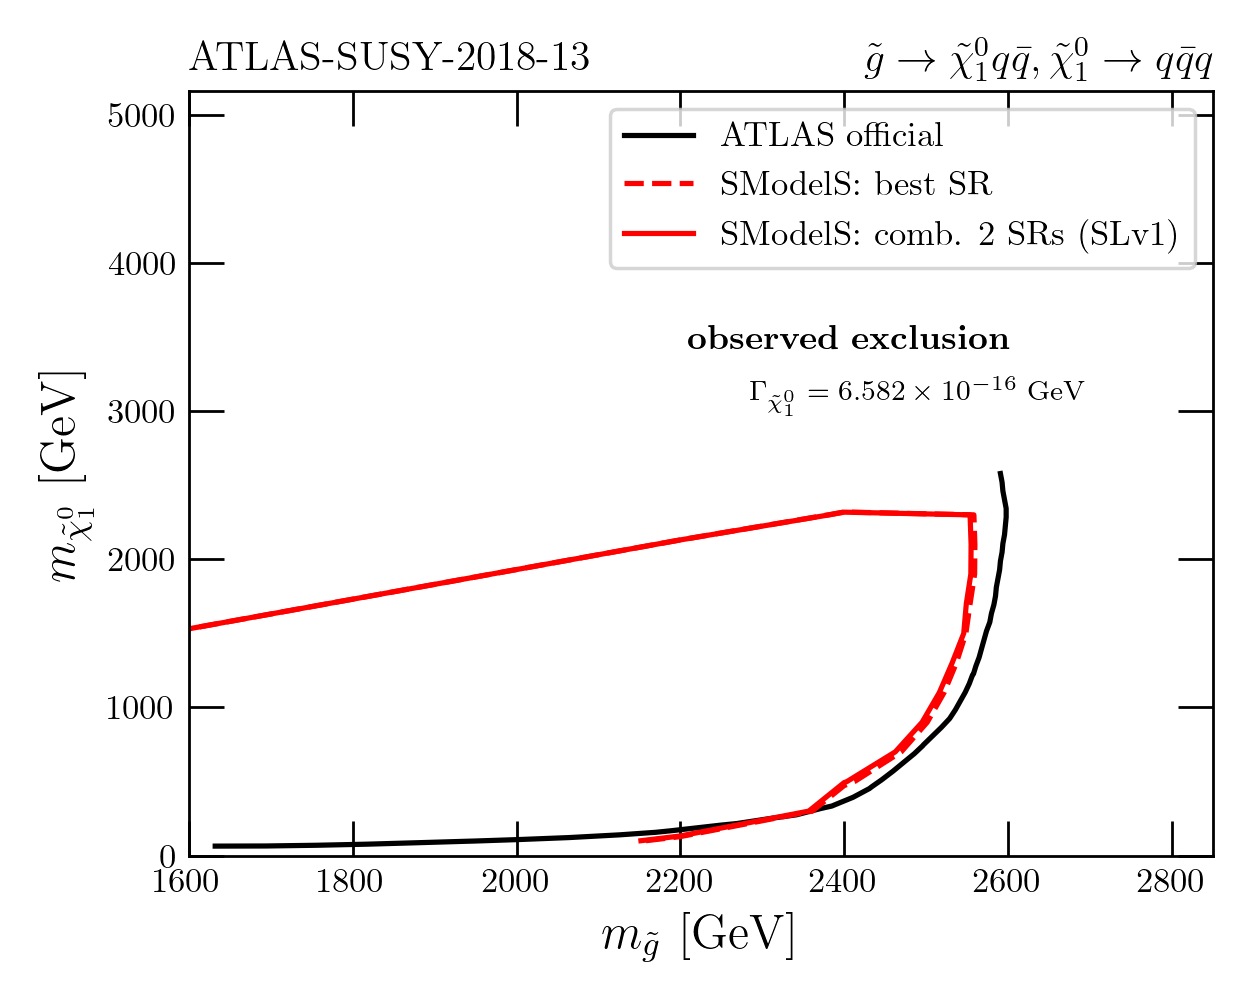 ATLAS-SUSY-2018-13
g̃ → χ̃₁⁰qq̄, χ̃₁⁰ → qq̄q
ATLAS official
SModelS: best SR
SModelS: comb. 2 SRs (SLv1)
observed exclusion
Γ_χ̃₁⁰ = 6.582 × 10⁻¹⁶ GeV
m_χ̃₁⁰ [GeV]
5000
4000
3000
2000
1000
0
1600 1800 2000 2200 2400 2600 2800
m_g̃ [GeV]